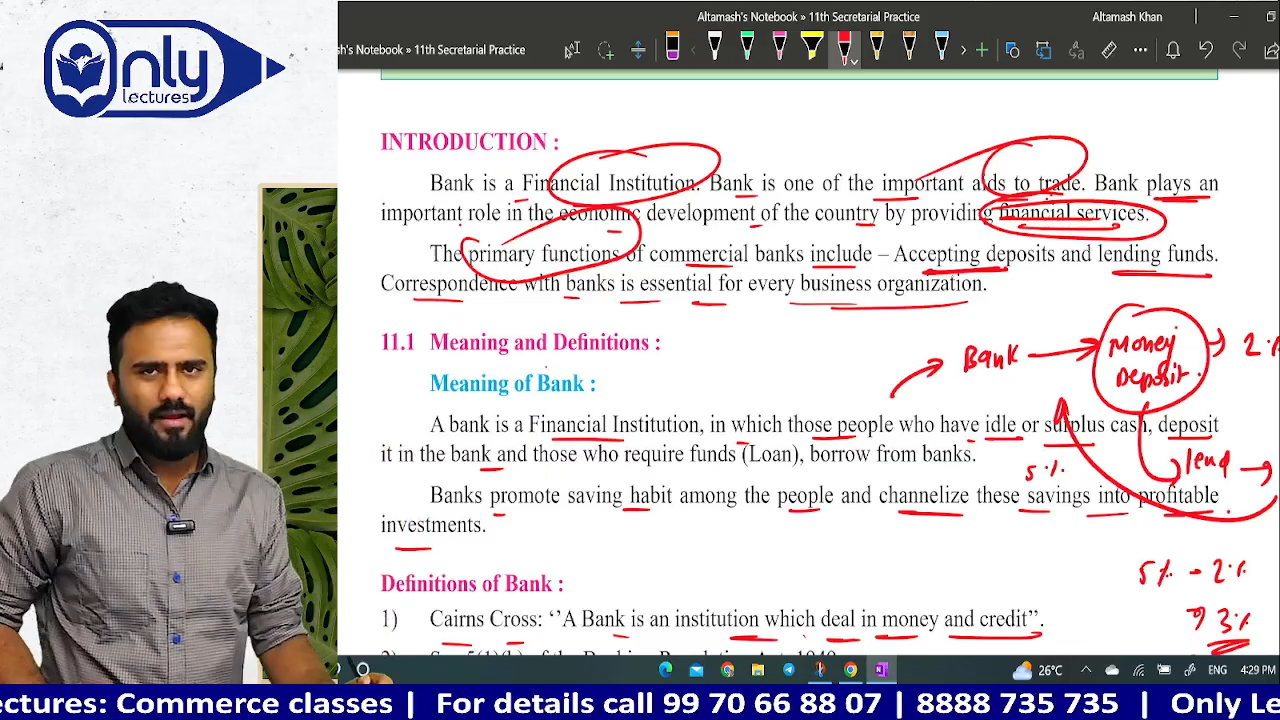 Only
lectures
Altamash's Notebook » 11th Secretarial Practice
Altamash Khan
's Notebook » 11th Secretarial Practice
INTRODUCTION :
Bank is a Financial Institution. Bank is one of the important aids to trade. Bank plays an
important role in the economic development of the country by providing financial services.
The primary functions of commercial banks include – Accepting deposits and lending funds.
Correspondence with banks is essential for every business organization.
11.1 Meaning and Definitions :
Bank
Money
Deposit
2%
Meaning of Bank :
A bank is a Financial Institution, in which those people who have idle or surplus cash, deposit
it in the bank and those who require funds (Loan), borrow from banks.
5%
lend
Banks promote saving habit among the people and channelize these savings into profitable
investments.
Definitions of Bank :
5% - 2%
1) Cairns Cross: ‘‘A Bank is an institution which deal in money and credit”.
3%
26°C
ENG
4:29 PM
ectures: Commerce classes | For details call 99 70 66 88 07 | 8888 735 735 | Only Le